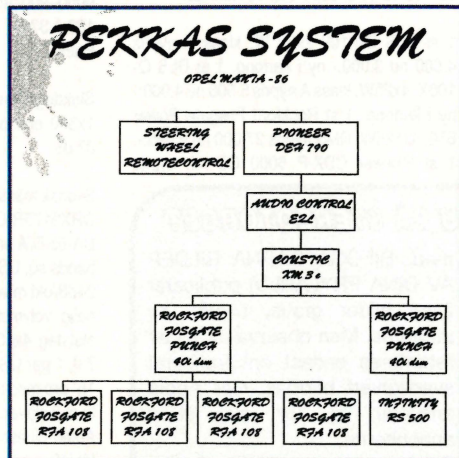 PEKKAS SYSTEM
OPEL MANTA -86
STEERING
WHEEL
REMOTECONTROL
PIONEER
DEH 790
AUDIO CONTROL
E2L
COUSTIC
XM 3e
ROCKFORD
FOSGATE
PUNCH
40i dsm
ROCKFORD
FOSGATE
PUNCH
40i dsm
ROCKFORD
FOSGATE
RFA 108
ROCKFORD
FOSGATE
RFA 108
ROCKFORD
FOSGATE
RFA 108
ROCKFORD
FOSGATE
RFA 108
INFINITY
RS 500